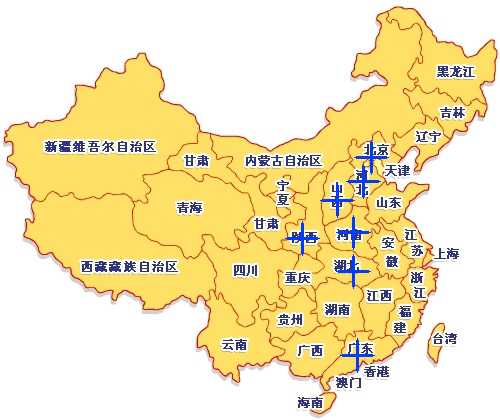 黑龙江
吉林
辽宁
北京
新疆维吾尔自治区
甘肃
内蒙古自治区
天津
河北
宁夏
山西
山东
青海
甘肃
陕西
河南
江苏
安徽
上海
西藏藏族自治区
四川
重庆
湖北
浙江
江西
湖南
贵州
福建
云南
广西
广东
台湾
香港
澳门
海南